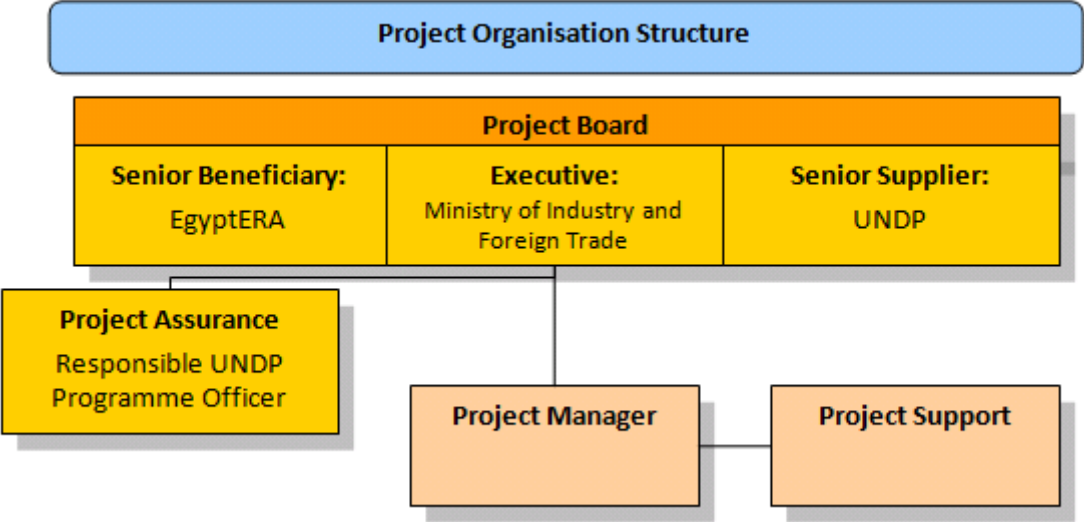 Project Organisation Structure
Project Board
Senior Beneficiary:
EgyptERA
Executive:
Ministry of Industry and
Foreign Trade
Senior Supplier:
UNDP
Project Assurance
Responsible UNDP
Programme Officer
Project Manager
Project Support